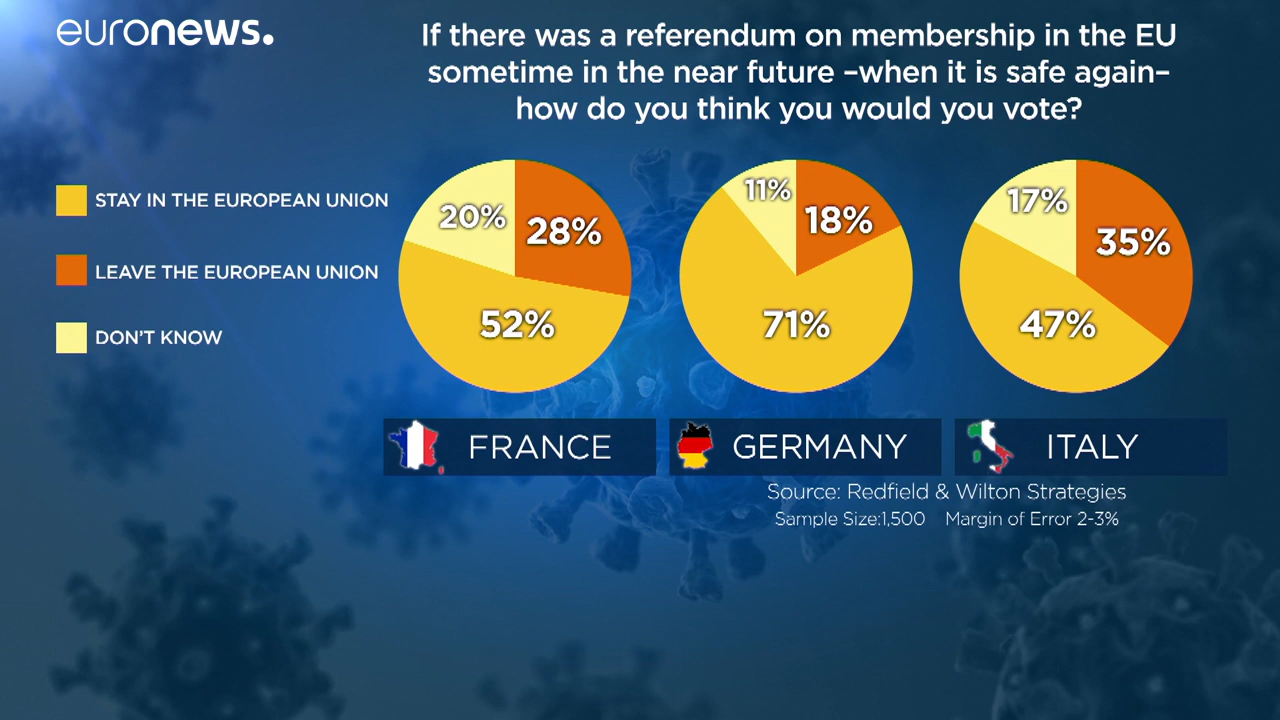 euronews.
If there was a referendum on membership in the EU
sometime in the near future –when it is safe again–
how do you think you would you vote?
STAY IN THE EUROPEAN UNION
LEAVE THE EUROPEAN UNION
DON'T KNOW
20%
28%
52%
11%
18%
71%
17%
35%
47%
FRANCE
GERMANY
ITALY
Source: Redfield & Wilton Strategies
Sample Size:1,500 Margin of Error 2-3%